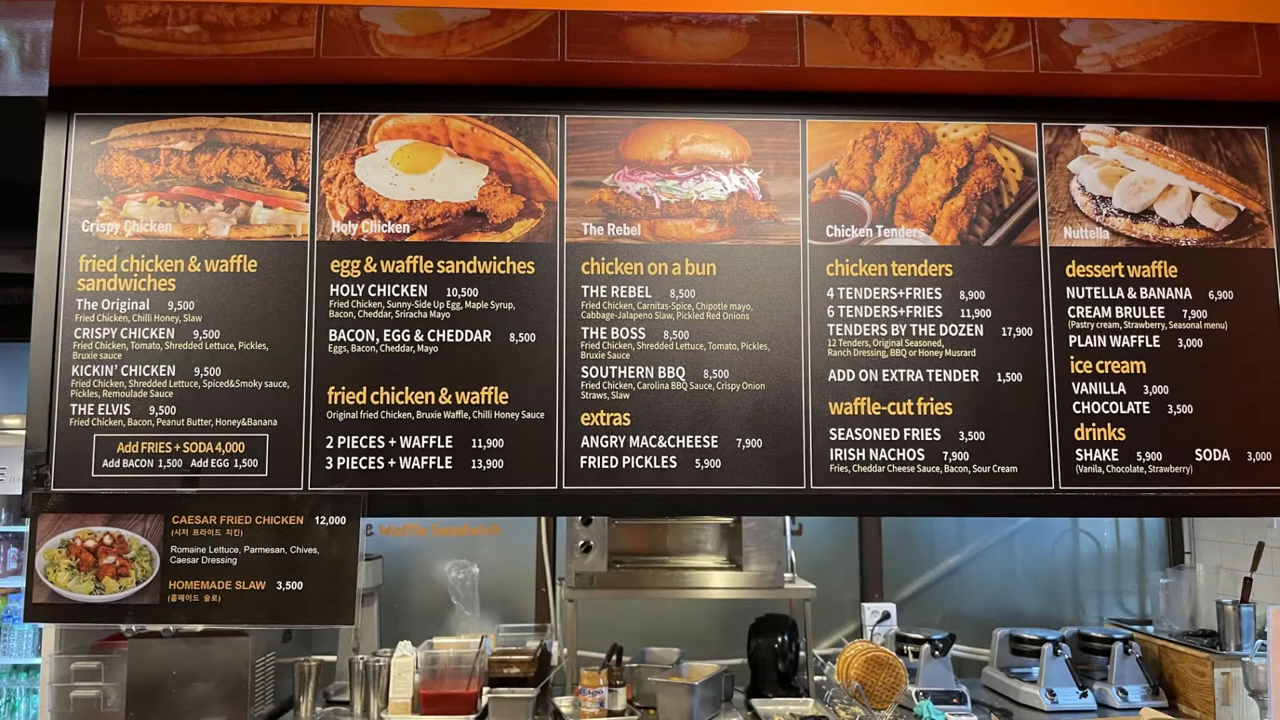 Crispy Chicken
fried chicken & waffle
sandwiches
The Original 9,500
Fried Chicken, Chilli Honey, Slaw
CRISPY CHICKEN 9,500
Fried Chicken, Tomato, Shredded Lettuce, Pickles,
Bruxie sauce
KICKIN' CHICKEN 9,500
Fried Chicken, Shredded Lettuce, Spiced&Smoky sauce,
Pickles, Remoulade Sauce
THE ELVIS 9,500
Fried Chicken, Bacon, Peanut Butter, Honey&Banana
Add FRIES + SODA 4,000
Add BACON 1,500 Add EGG 1,500
Holy Chicken
egg & waffle sandwiches
HOLY CHICKEN 10,500
Fried Chicken, Sunny-Side Up Egg, Maple Syrup,
Bacon, Cheddar, Sriracha Mayo
BACON, EGG & CHEDDAR 8,500
Eggs, Bacon, Cheddar, Mayo
fried chicken & waffle
Original fried Chicken, Bruxie Waffle, Chilli Honey Sauce
2 PIECES + WAFFLE 11,900
3 PIECES + WAFFLE 13,900
The Rebel
chicken on a bun
THE REBEL 8,500
Fried Chicken, Carnitas-Spice, Chipotle mayo,
Cabbage-Jalapeno Slaw, Pickled Red Onions
THE BOSS 8,500
Fried Chicken, Shredded Lettuce, Tomato, Pickles,
Bruxie Sauce
SOUTHERN BBQ 8,500
Fried Chicken, Carolina BBQ Sauce, Crispy Onion
Straws, Slaw
extras
ANGRY MAC&CHEESE 7,900
FRIED PICKLES 5,900
Chicken Tenders
chicken tenders
4 TENDERS+FRIES 8,900
6 TENDERS+FRIES 11,900
TENDERS BY THE DOZEN 17,900
12 Tenders, Original Seasoned,
Ranch Dressing, BBQ or Honey Musrard
ADD ON EXTRA TENDER 1,500
waffle-cut fries
SEASONED FRIES 3,500
IRISH NACHOS 7,900
Fries, Cheddar Cheese Sauce, Bacon, Sour Cream
Nuttella
dessert waffle
NUTELLA & BANANA 6,900
CREAM BRULEE 7,900
(Pastry cream, Strawberry, Seasonal menu)
PLAIN WAFFLE 3,000
ice cream
VANILLA 3,000
CHOCOLATE 3,500
drinks
SHAKE 5,900 SODA 3,000
(Vanila, Chocolate, Strawberry)
CAESAR FRIED CHICKEN 12,000
(시저 프라이드 치킨)
Romaine Lettuce, Parmesan, Chives,
Caesar Dressing
HOMEMADE SLAW 3,500
(홈메이드 슬로)
& Waffle Sandwich